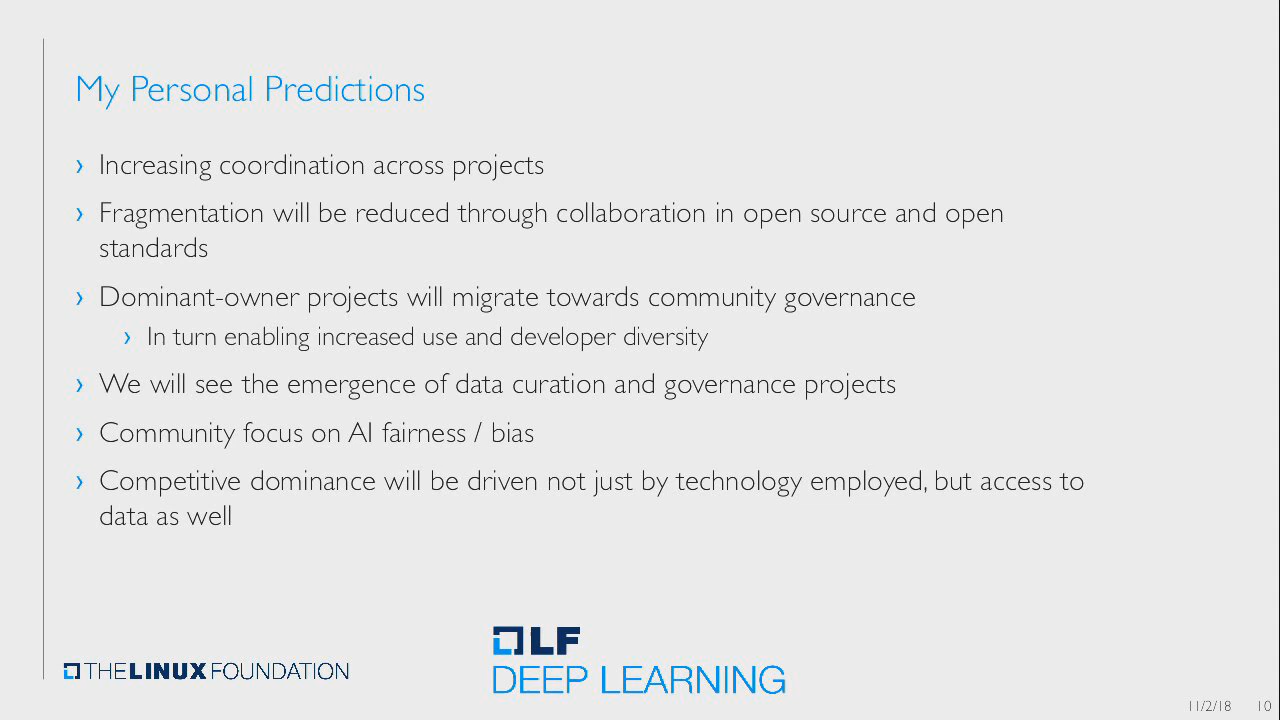 My Personal Predictions
› Increasing coordination across projects
› Fragmentation will be reduced through collaboration in open source and open
standards
› Dominant-owner projects will migrate towards community governance
› In turn enabling increased use and developer diversity
› We will see the emergence of data curation and governance projects
› Community focus on AI fairness / bias
› Competitive dominance will be driven not just by technology employed, but access to
data as well
THE LINUX FOUNDATION
LF
DEEP LEARNING
11/2/18 10